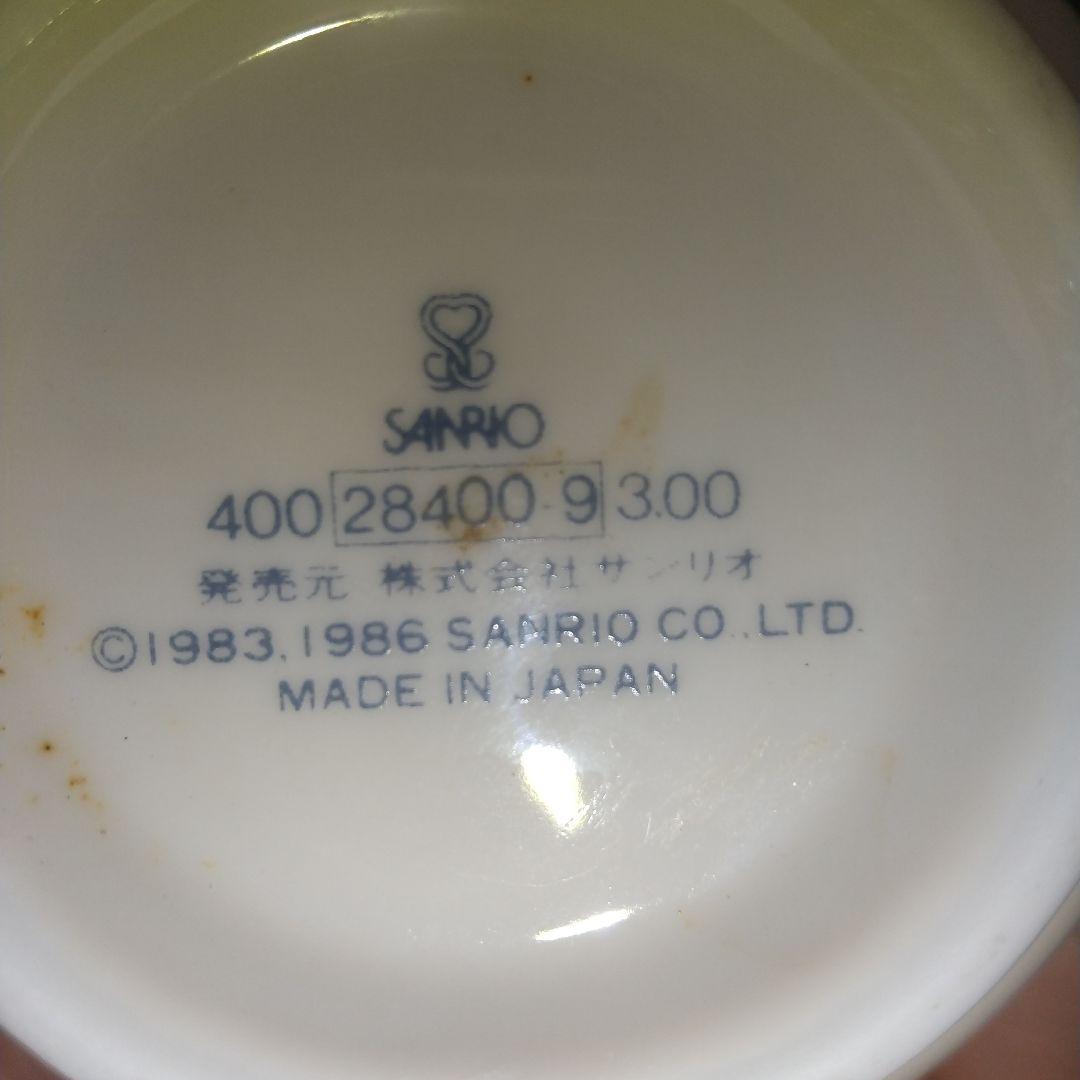 SANRIO
400 28400-9 3.00
発売元 株式会社サンリオ
©1983,1986 SANRIO CO.,LTD.
MADE IN JAPAN